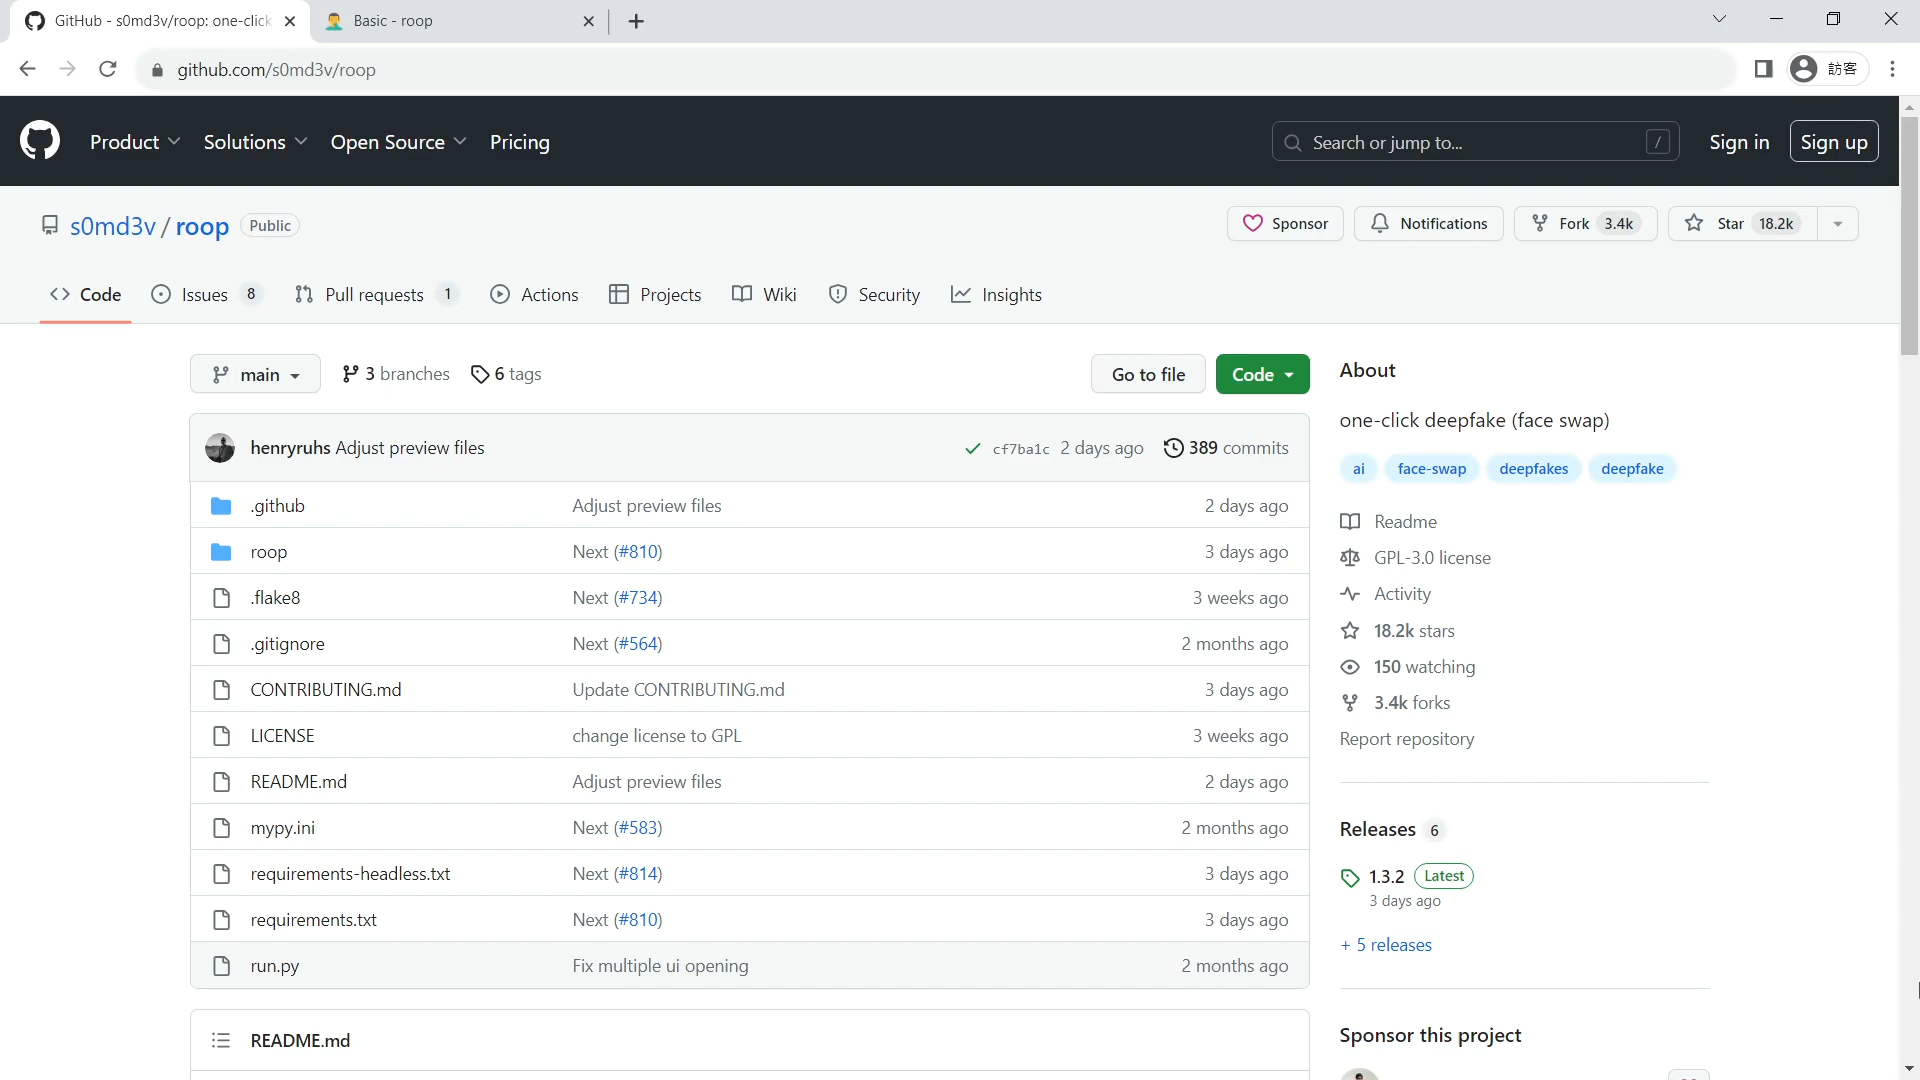 GitHub - s0md3v/roop: one-click
Basic - roop
github.com/s0md3v/roop
訪客
Product
Solutions
Open Source
Pricing
Search or jump to...
/
Sign in
Sign up
s0md3v / roop
Public
Sponsor
Notifications
Fork 3.4k
Star 18.2k
Code
Issues 8
Pull requests 1
Actions
Projects
Wiki
Security
Insights
main
3 branches
6 tags
Go to file
Code
henryruhs Adjust preview files
cf7ba1c 2 days ago
389 commits
.github Adjust preview files 2 days ago
roop Next (#810) 3 days ago
.flake8 Next (#734) 3 weeks ago
.gitignore Next (#564) 2 months ago
CONTRIBUTING.md Update CONTRIBUTING.md 3 days ago
LICENSE change license to GPL 3 weeks ago
README.md Adjust preview files 2 days ago
mypy.ini Next (#583) 2 months ago
requirements-headless.txt Next (#814) 3 days ago
requirements.txt Next (#810) 3 days ago
run.py Fix multiple ui opening 2 months ago
README.md
About
one-click deepfake (face swap)
ai face-swap deepfakes deepfake
Readme
GPL-3.0 license
Activity
18.2k stars
150 watching
3.4k forks
Report repository
Releases 6
1.3.2 Latest
3 days ago
+ 5 releases
Sponsor this project